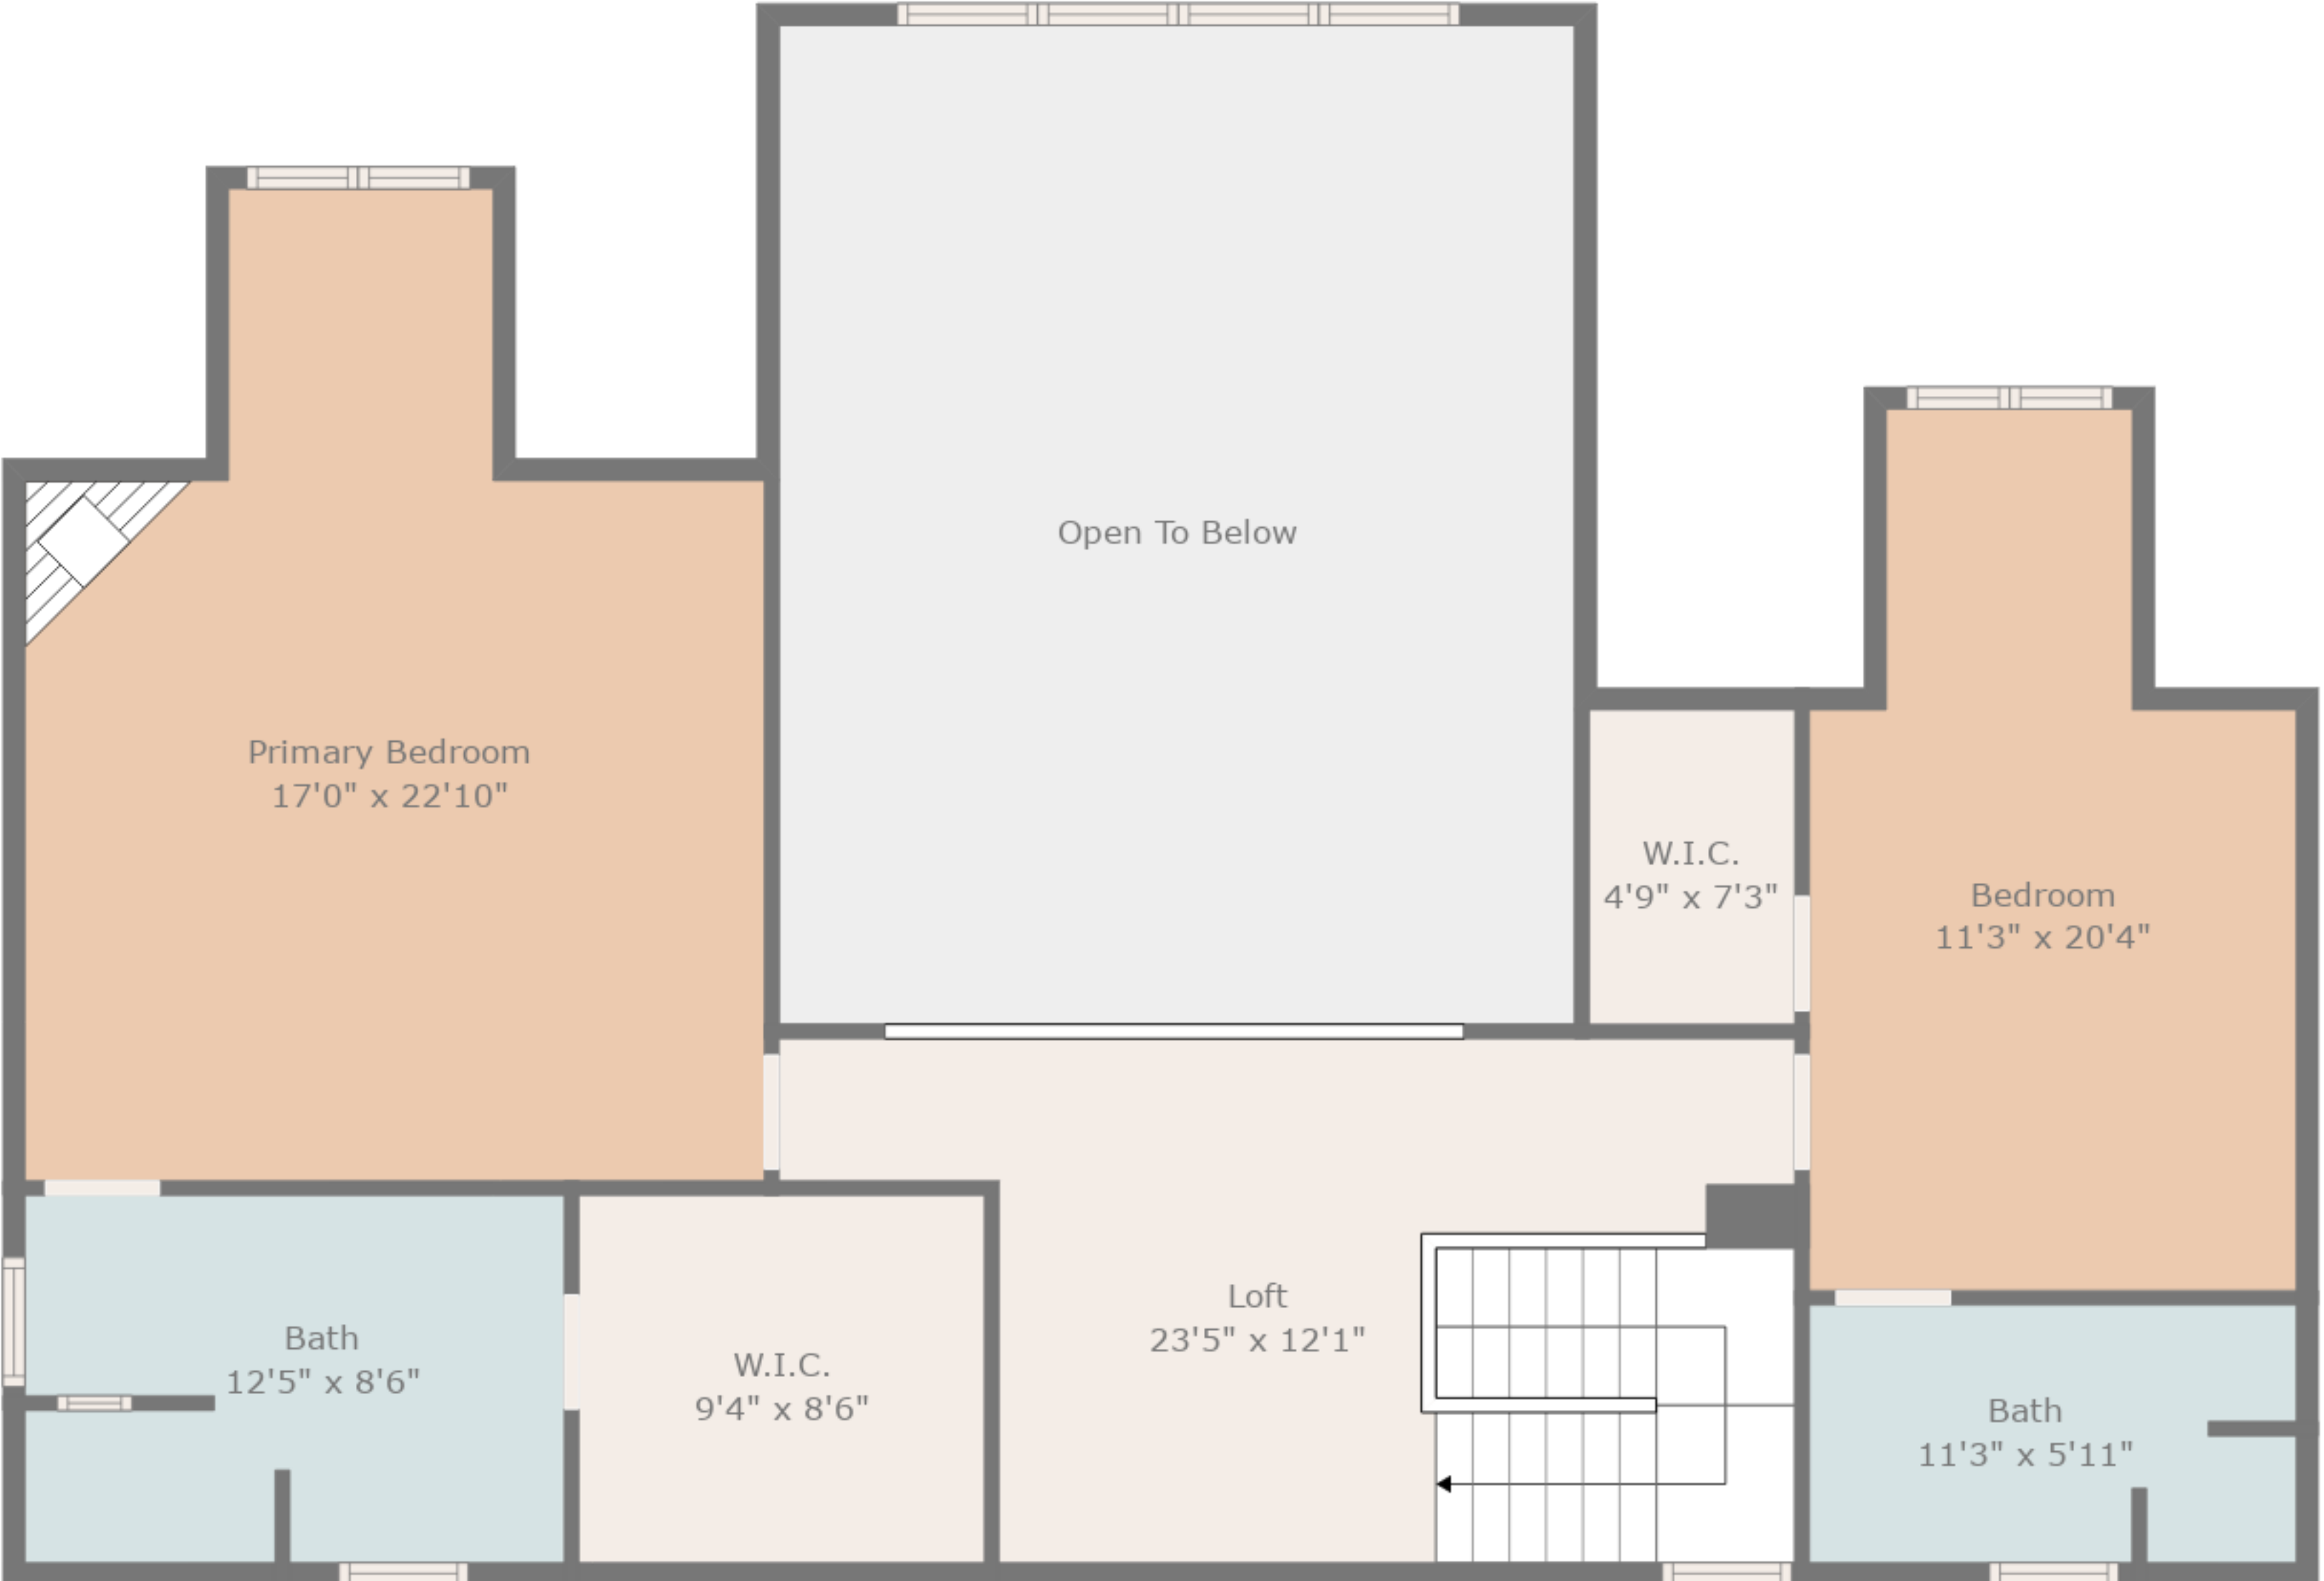 Open To Below
Primary Bedroom
17'0" x 22'10"
W.I.C.
4'9" x 7'3"
Bedroom
11'3" x 20'4"
Loft
23'5" x 12'1"
Bath
12'5" x 8'6"
W.I.C.
9'4" x 8'6"
Bath
11'3" x 5'11"